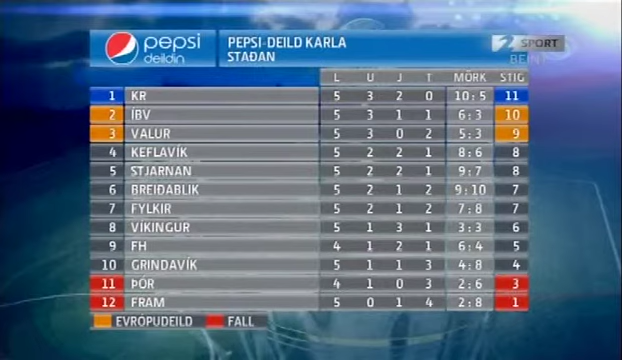 pepsi
deildin
PEPSI-DEILD KARLA
STAÐAN
2 SPORT
BEINT
L U J T MÖRK STIG
1 KR 5 3 2 0 10:5 11
2 ÍBV 5 3 1 1 6:3 10
3 VALUR 5 3 0 2 5:3 9
4 KEFLAVÍK 5 2 2 1 8:6 8
5 STJARNAN 5 2 2 1 9:7 8
6 BREIÐABLIK 5 2 1 2 9:10 7
7 FYLKIR 5 2 1 2 7:8 7
8 VÍKINGUR 5 1 3 1 3:3 6
9 FH 4 1 2 1 6:4 5
10 GRINDAVÍK 5 1 1 3 4:8 4
11 ÞÓR 4 1 0 3 2:6 3
12 FRAM 5 0 1 4 2:8 1
EVRÓPUDEILD FALL